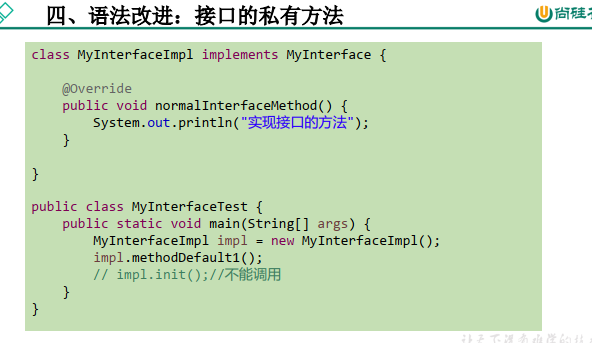 四、语法改进：接口的私有方法
尚硅
class MyInterfaceImpl implements MyInterface {
@Override
public void normalInterfaceMethod() {
System.out.println("实现接口的方法");
}
}
public class MyInterfaceTest {
public static void main(String[] args) {
MyInterfaceImpl impl = new MyInterfaceImpl();
impl.methodDefault1();
// impl.init();//不能调用
}
}